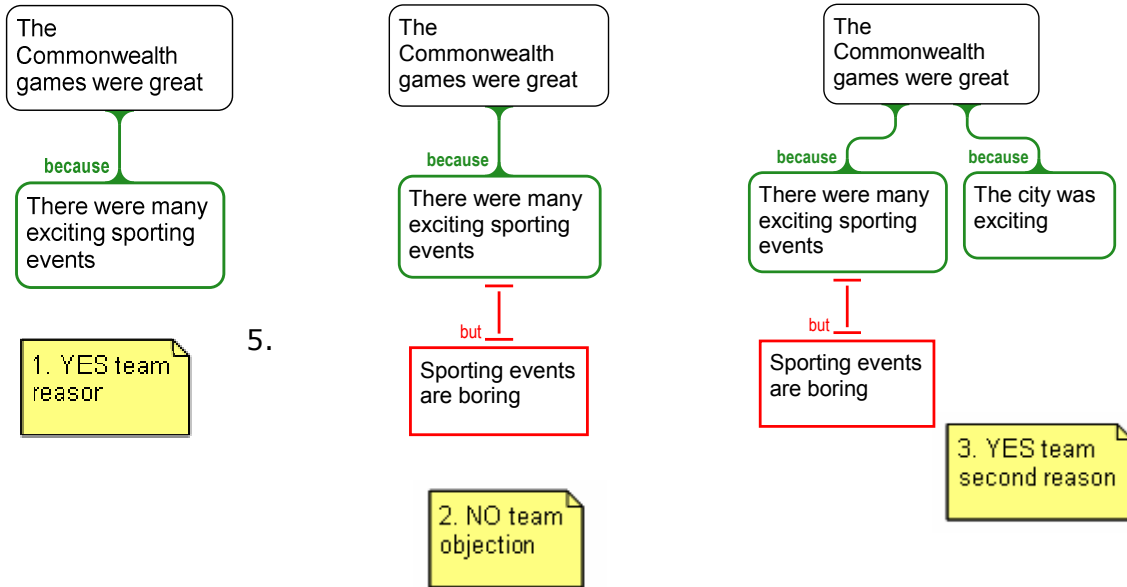 The
Commonwealth
games were great
because
There were many
exciting sporting
events
1. YES team
reasor
5.
The
Commonwealth
games were great
because
There were many
exciting sporting
events
but
Sporting events
are boring
2. NO team
objection
The
Commonwealth
games were great
because
There were many
exciting sporting
events
because
The city was
exciting
but
Sporting events
are boring
3. YES team
second reason